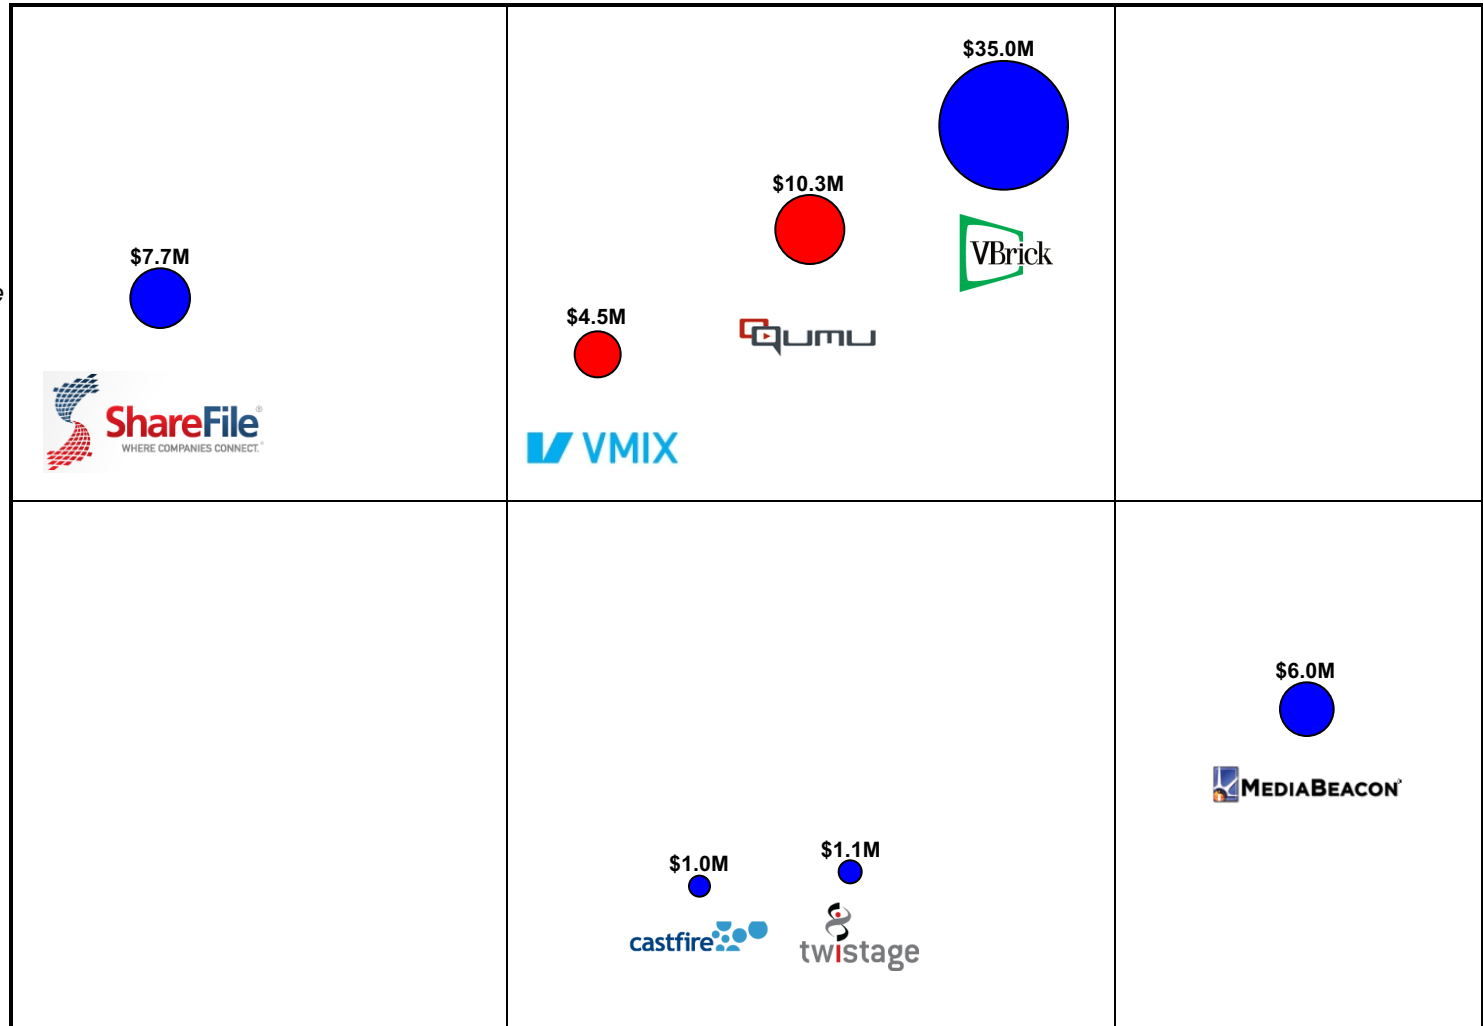 $35.0M
$10.3M
VBrick
$7.7M
e
$4.5M
QUMU
ShareFile®
WHERE COMPANIES CONNECT.®
VMIX
$6.0M
MEDIABEACON
$1.0M
$1.1M
castfire
twistage